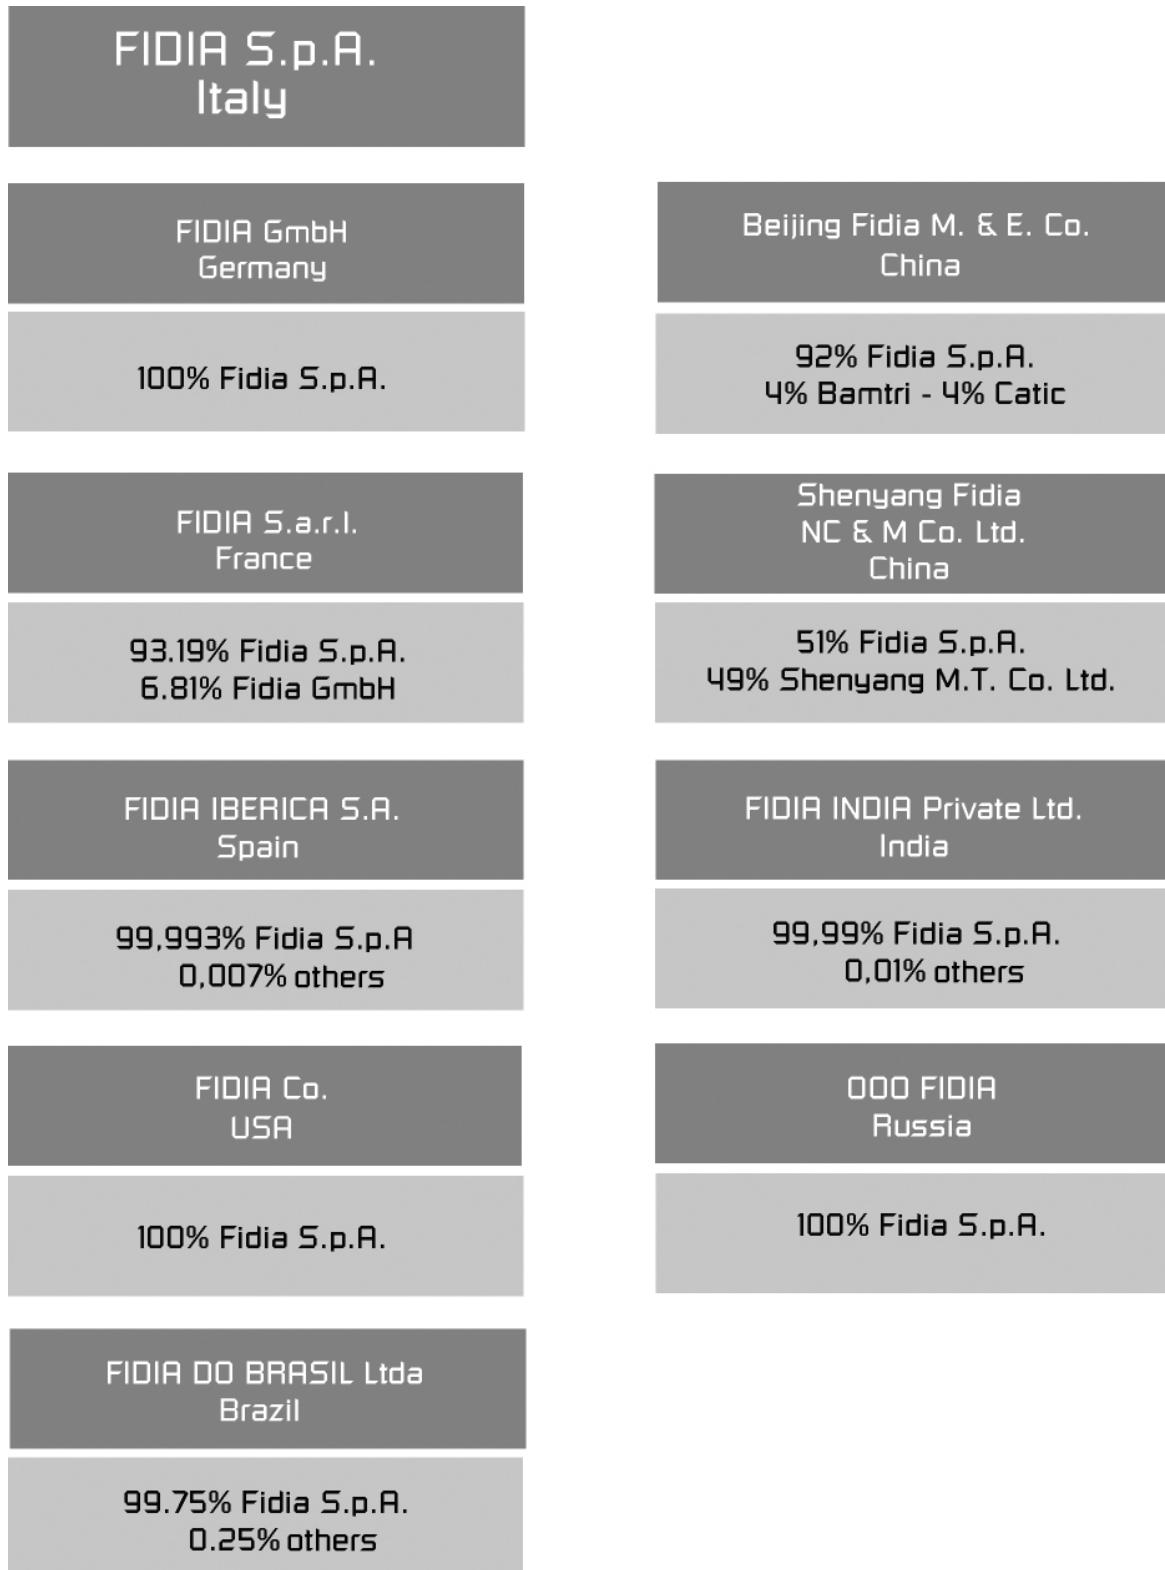 FIDIA S.p.A.
Italy
FIDIA GmbH
Germany
100% Fidia S.p.A.
FIDIA S.a.r.l.
France
93.19% Fidia S.p.A.
6.81% Fidia GmbH
FIDIA IBERICA S.A.
Spain
99,993% Fidia S.p.A
0,007% others
FIDIA Co.
USA
100% Fidia S.p.A.
FIDIA DO BRASIL Ltda
Brazil
99.75% Fidia S.p.A.
0.25% others
Beijing Fidia M. & E. Co.
China
92% Fidia S.p.A.
4% Bamtri - 4% Catic
Shenyang Fidia
NC & M Co. Ltd.
China
51% Fidia S.p.A.
49% Shenyang M.T. Co. Ltd.
FIDIA INDIA Private Ltd.
India
99,99% Fidia S.p.A.
0,01% others
OOO FIDIA
Russia
100% Fidia S.p.A.